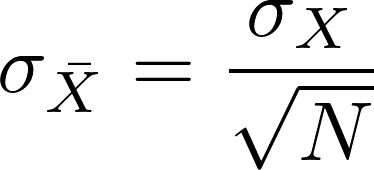 σ_X̄ = σ_X / √N